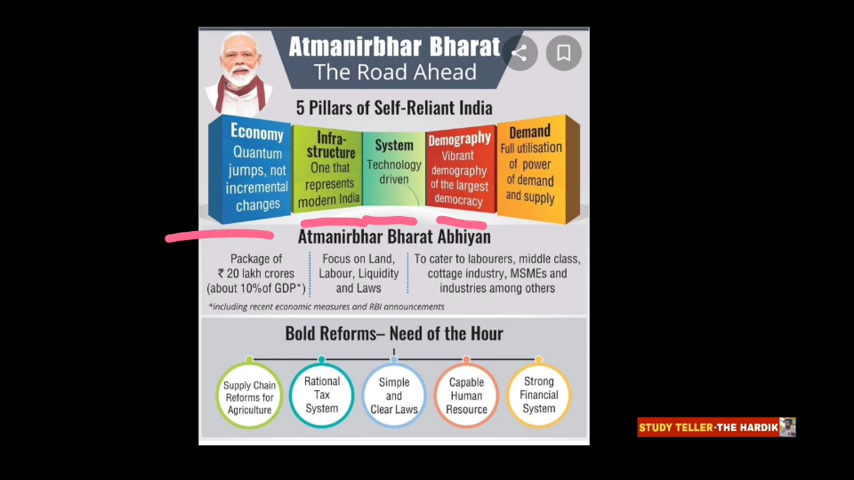 Atmanirbhar Bharat
The Road Ahead
5 Pillars of Self-Reliant India
Economy
Quantum
jumps, not
incremental
changes
Infra-
structure
One that
represents
modern India
System
Technology
driven
Demography
Vibrant
demography
of the largest
democracy
Demand
Full utilisation
of power
of demand
and supply
Atmanirbhar Bharat Abhiyan
Package of
₹ 20 lakh crores
(about 10%of GDP*)
Focus on Land,
Labour, Liquidity
and Laws
To cater to labourers, middle class,
cottage industry, MSMEs and
industries among others
*including recent economic measures and RBI announcements
Bold Reforms– Need of the Hour
Supply Chain
Reforms for
Agriculture
Rational
Tax
System
Simple
and
Clear Laws
Capable
Human
Resource
Strong
Financial
System
STUDY TELLER-THE HARDIK